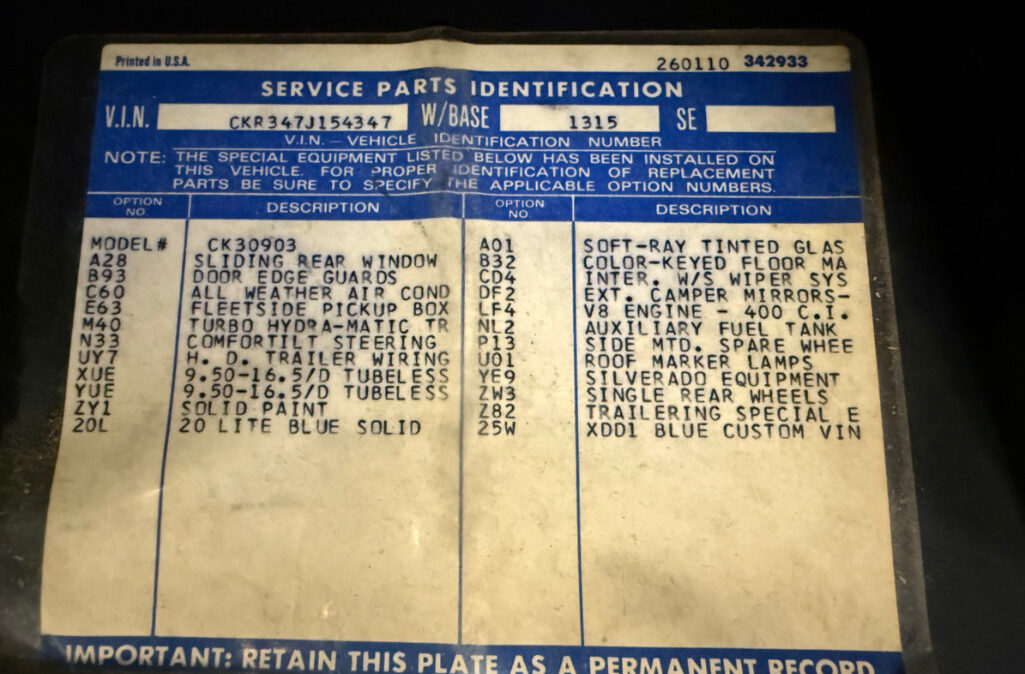 Printed in U.S.A. 260110 342933
SERVICE PARTS IDENTIFICATION
V.I.N. CKR347J154347 W/BASE 1315 SE
V.I.N. – VEHICLE IDENTIFICATION NUMBER
NOTE: THE SPECIAL EQUIPMENT LISTED BELOW HAS BEEN INSTALLED ON
THIS VEHICLE. FOR PROPER IDENTIFICATION OF REPLACEMENT
PARTS BE SURE TO SPECIFY THE APPLICABLE OPTION NUMBERS.
OPTION NO. DESCRIPTION OPTION NO. DESCRIPTION
MODEL# CK30903 A01 SOFT-RAY TINTED GLAS
A28 SLIDING REAR WINDOW B32 COLOR-KEYED FLOOR MA
B93 DOOR EDGE GUARDS CD4 INTER. W/S WIPER SYS
C60 ALL WEATHER AIR COND DF2 EXT. CAMPER MIRRORS-
E63 FLEETSIDE PICKUP BOX LF4 V8 ENGINE - 400 C.I.
M40 TURBO HYDRA-MATIC TR NL2 AUXILIARY FUEL TANK
N33 COMFORTILT STEERING P13 SIDE MTD. SPARE WHEE
UY7 H. D. TRAILER WIRING U01 ROOF MARKER LAMPS
XUE 9.50-16.5/D TUBELESS YE9 SILVERADO EQUIPMENT
YUE 9.50-16.5/D TUBELESS ZW3 SINGLE REAR WHEELS
ZY1 SOLID PAINT Z82 TRAILERING SPECIAL E
20L 20 LITE BLUE SOLID 25W XDD1 BLUE CUSTOM VIN
IMPORTANT: RETAIN THIS PLATE AS A PERMANENT RECORD